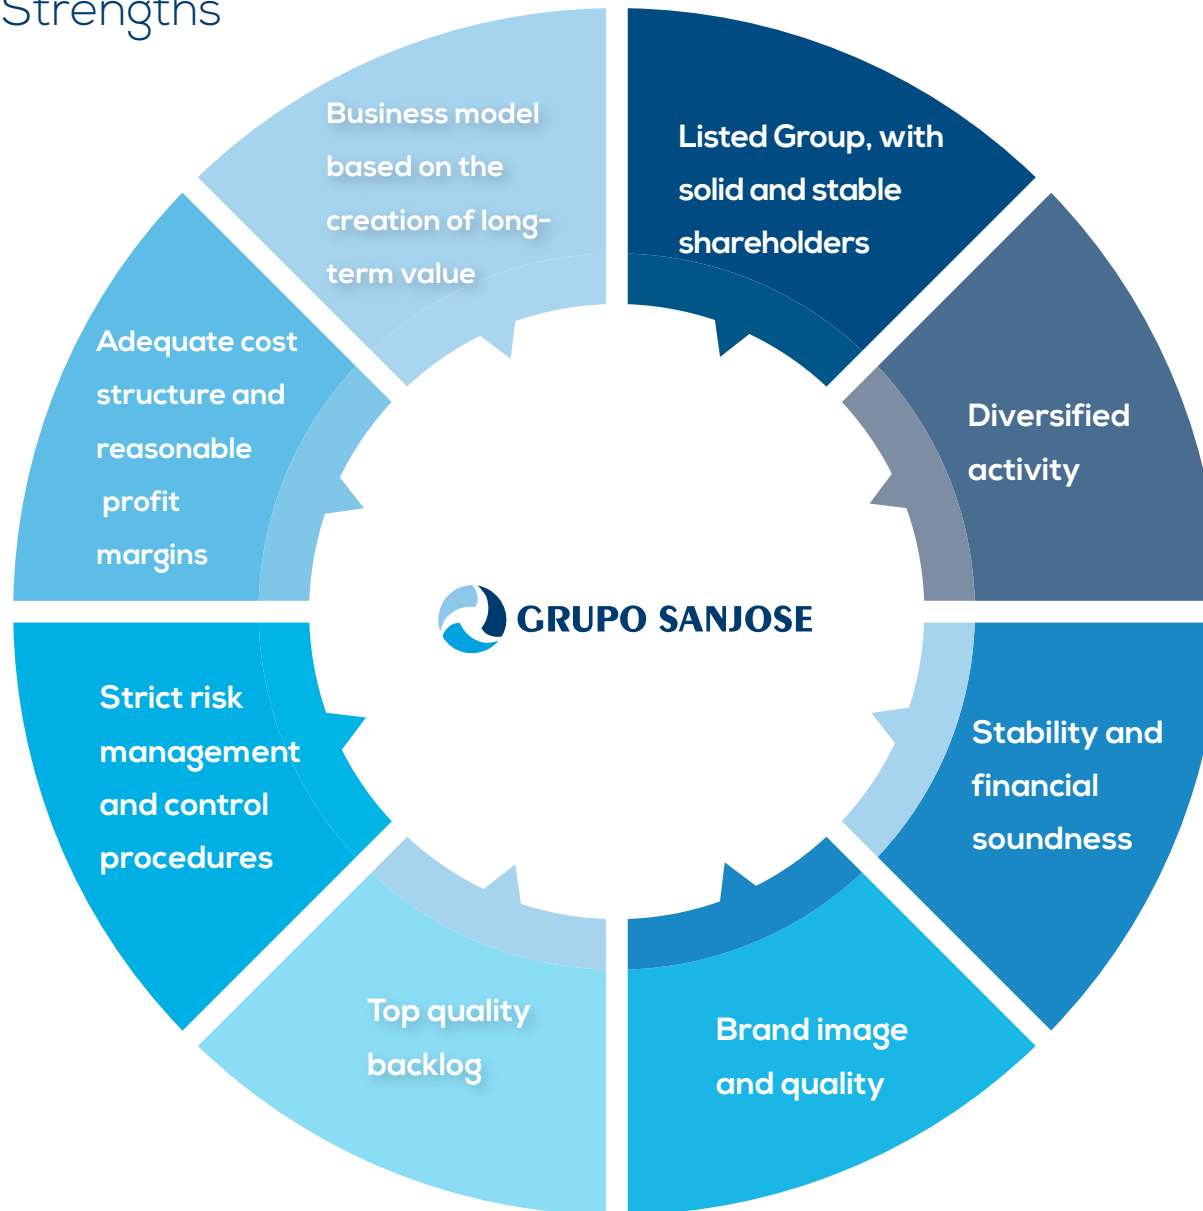 Strengths
Business model
based on the
creation of long-
term value
Listed Group, with
solid and stable
shareholders
Diversified
activity
Stability and
financial
soundness
Brand image
and quality
Top quality
backlog
Strict risk
management
and control
procedures
Adequate cost
structure and
reasonable
profit
margins
GRUPO SANJOSE